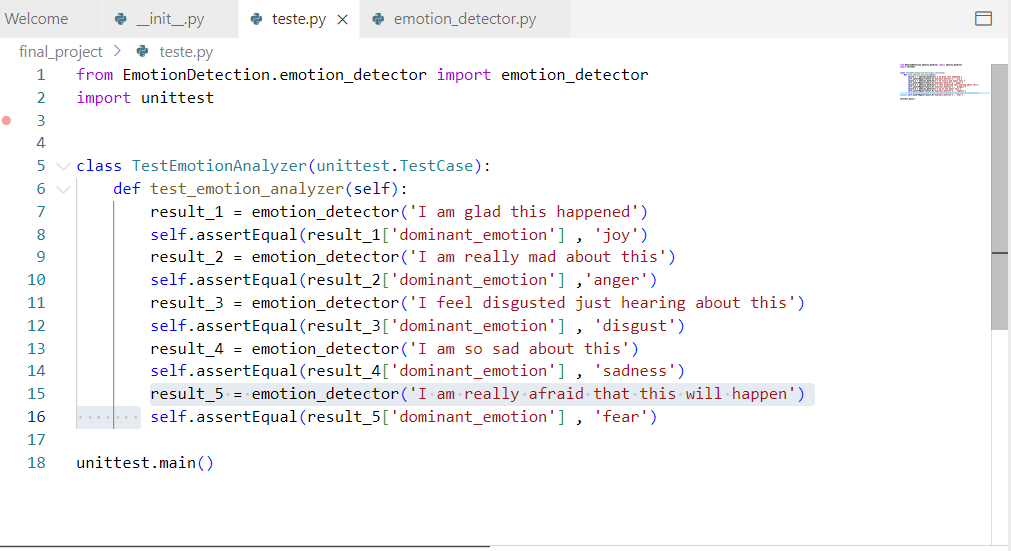 Welcome __init__.py teste.py emotion_detector.py
final_project > teste.py
1 from EmotionDetection.emotion_detector import emotion_detector
2 import unittest
3
4
5 class TestEmotionAnalyzer(unittest.TestCase):
6     def test_emotion_analyzer(self):
7         result_1 = emotion_detector('I am glad this happened')
8         self.assertEqual(result_1['dominant_emotion'] , 'joy')
9         result_2 = emotion_detector('I am really mad about this')
10         self.assertEqual(result_2['dominant_emotion'] ,'anger')
11         result_3 = emotion_detector('I feel disgusted just hearing about this')
12         self.assertEqual(result_3['dominant_emotion'] , 'disgust')
13         result_4 = emotion_detector('I am so sad about this')
14         self.assertEqual(result_4['dominant_emotion'] , 'sadness')
15         result_5 = emotion_detector('I am really afraid that this will happen')
16         self.assertEqual(result_5['dominant_emotion'] , 'fear')
17
18 unittest.main()